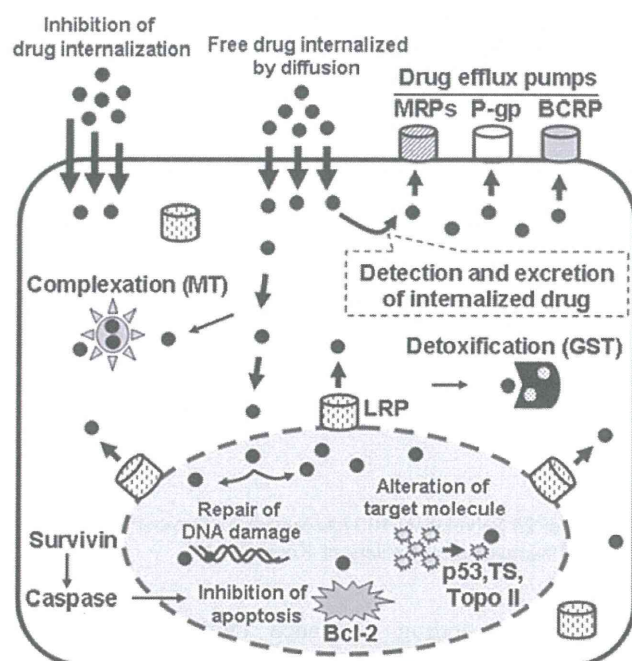 Inhibition of
drug internalization
Free drug internalized
by diffusion
Drug efflux pumps
MRPs P-gp BCRP
Detection and excretion
of internalized drug
Complexation (MT)
Detoxification (GST)
LRP
Repair of
DNA damage
Alteration of
target molecule
p53,TS,
Topo II
Survivin
Caspase
Inhibition of
apoptosis
Bcl-2